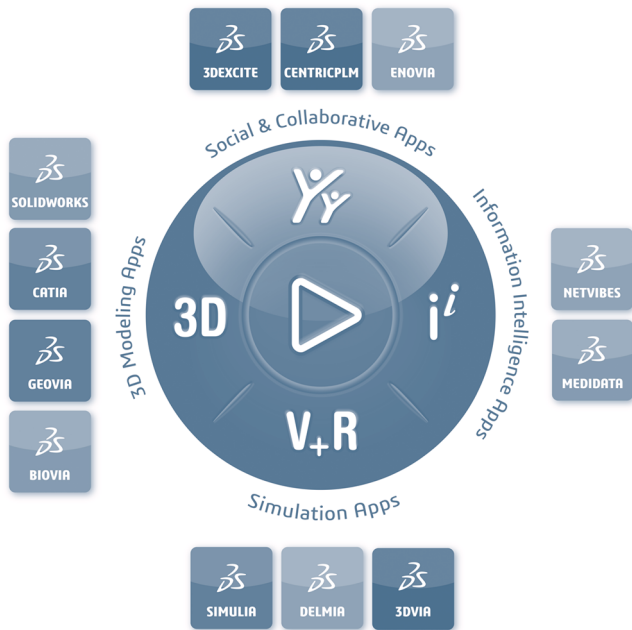 3DEXCITE
CENTRICPLM
ENOVIA
Social & Collaborative Apps
SOLIDWORKS
CATIA
GEOVIA
BIOVIA
3D Modeling Apps
3D
i i
V+R
Information Intelligence Apps
NETVIBES
MEDIDATA
Simulation Apps
SIMULIA
DELMIA
3DVIA